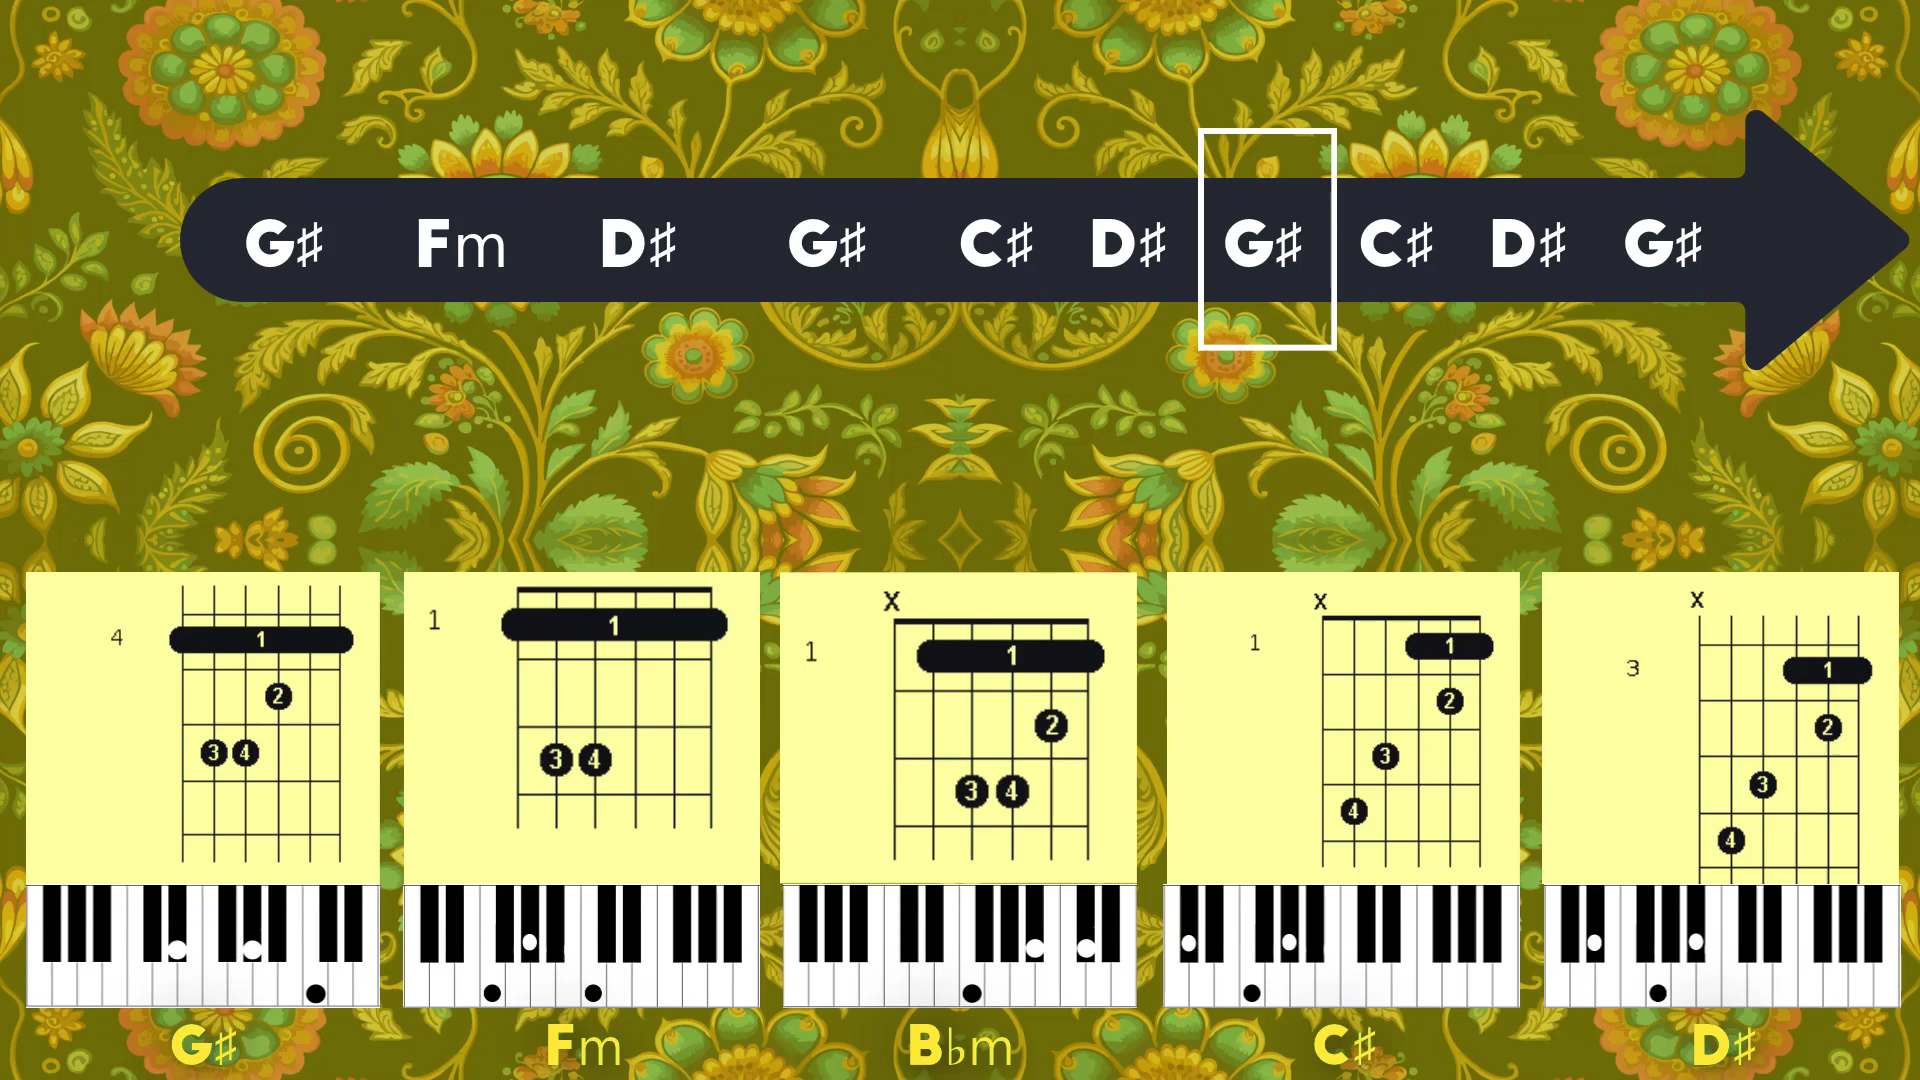 G♯ Fm D♯ G♯ C♯ D♯ G♯ C♯ D♯ G♯
4 1 2 3 4
1 1 3 4
x 1 1 2 3 4
x 1 1 2 3 4
x 3 1 2 3 4
G♯ Fm B♭m C♯ D♯